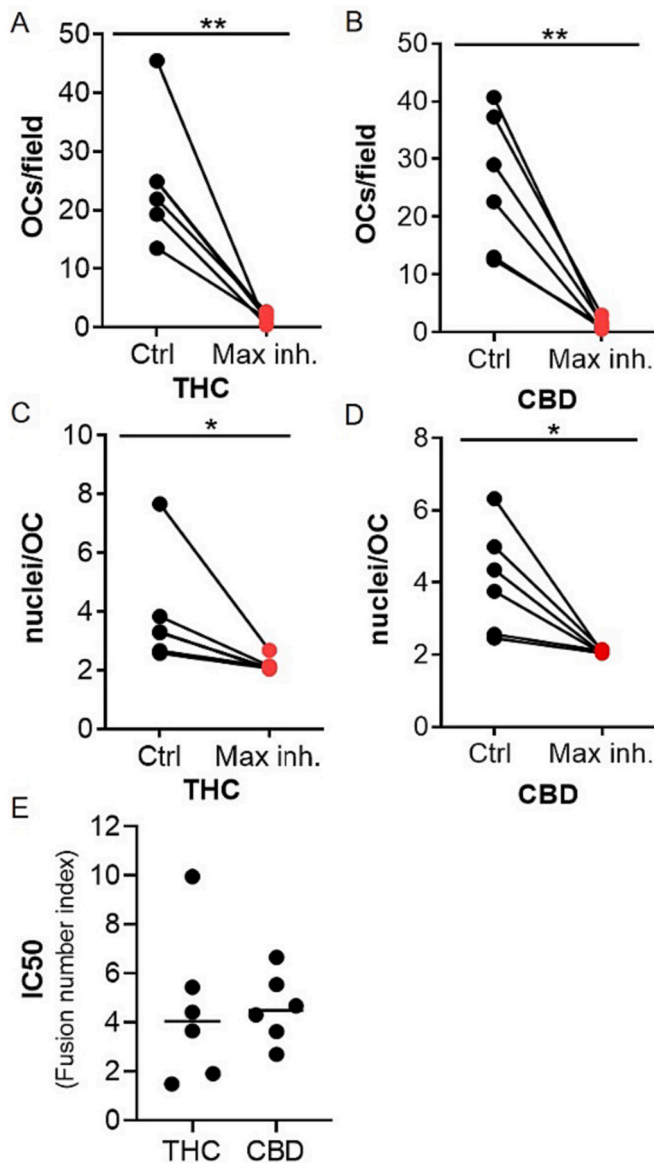 A
**
50
40
30
20
10
0
OCs/field
Ctrl
Max inh.
THC
B
**
50
40
30
20
10
0
OCs/field
Ctrl
Max inh.
CBD
C
*
10
8
6
4
2
0
nuclei/OC
Ctrl
Max inh.
THC
D
*
8
6
4
2
0
nuclei/OC
Ctrl
Max inh.
CBD
E
12
10
8
6
4
2
0
IC50
(Fusion number index)
THC
CBD